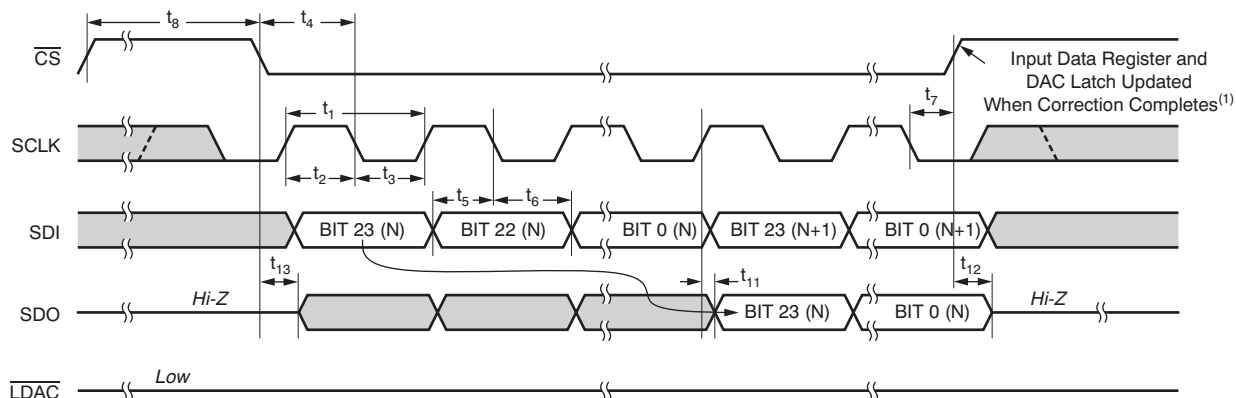 t8
t4
CS
Input Data Register and
DAC Latch Updated
When Correction Completes(1)
t7
t1
SCLK
t2
t3
t5
t6
SDI
BIT 23 (N)
BIT 22 (N)
BIT 0 (N)
BIT 23 (N+1)
BIT 0 (N+1)
t13
t11
t12
Hi-Z
Hi-Z
SDO
BIT 23 (N)
BIT 0 (N)
Low
LDAC